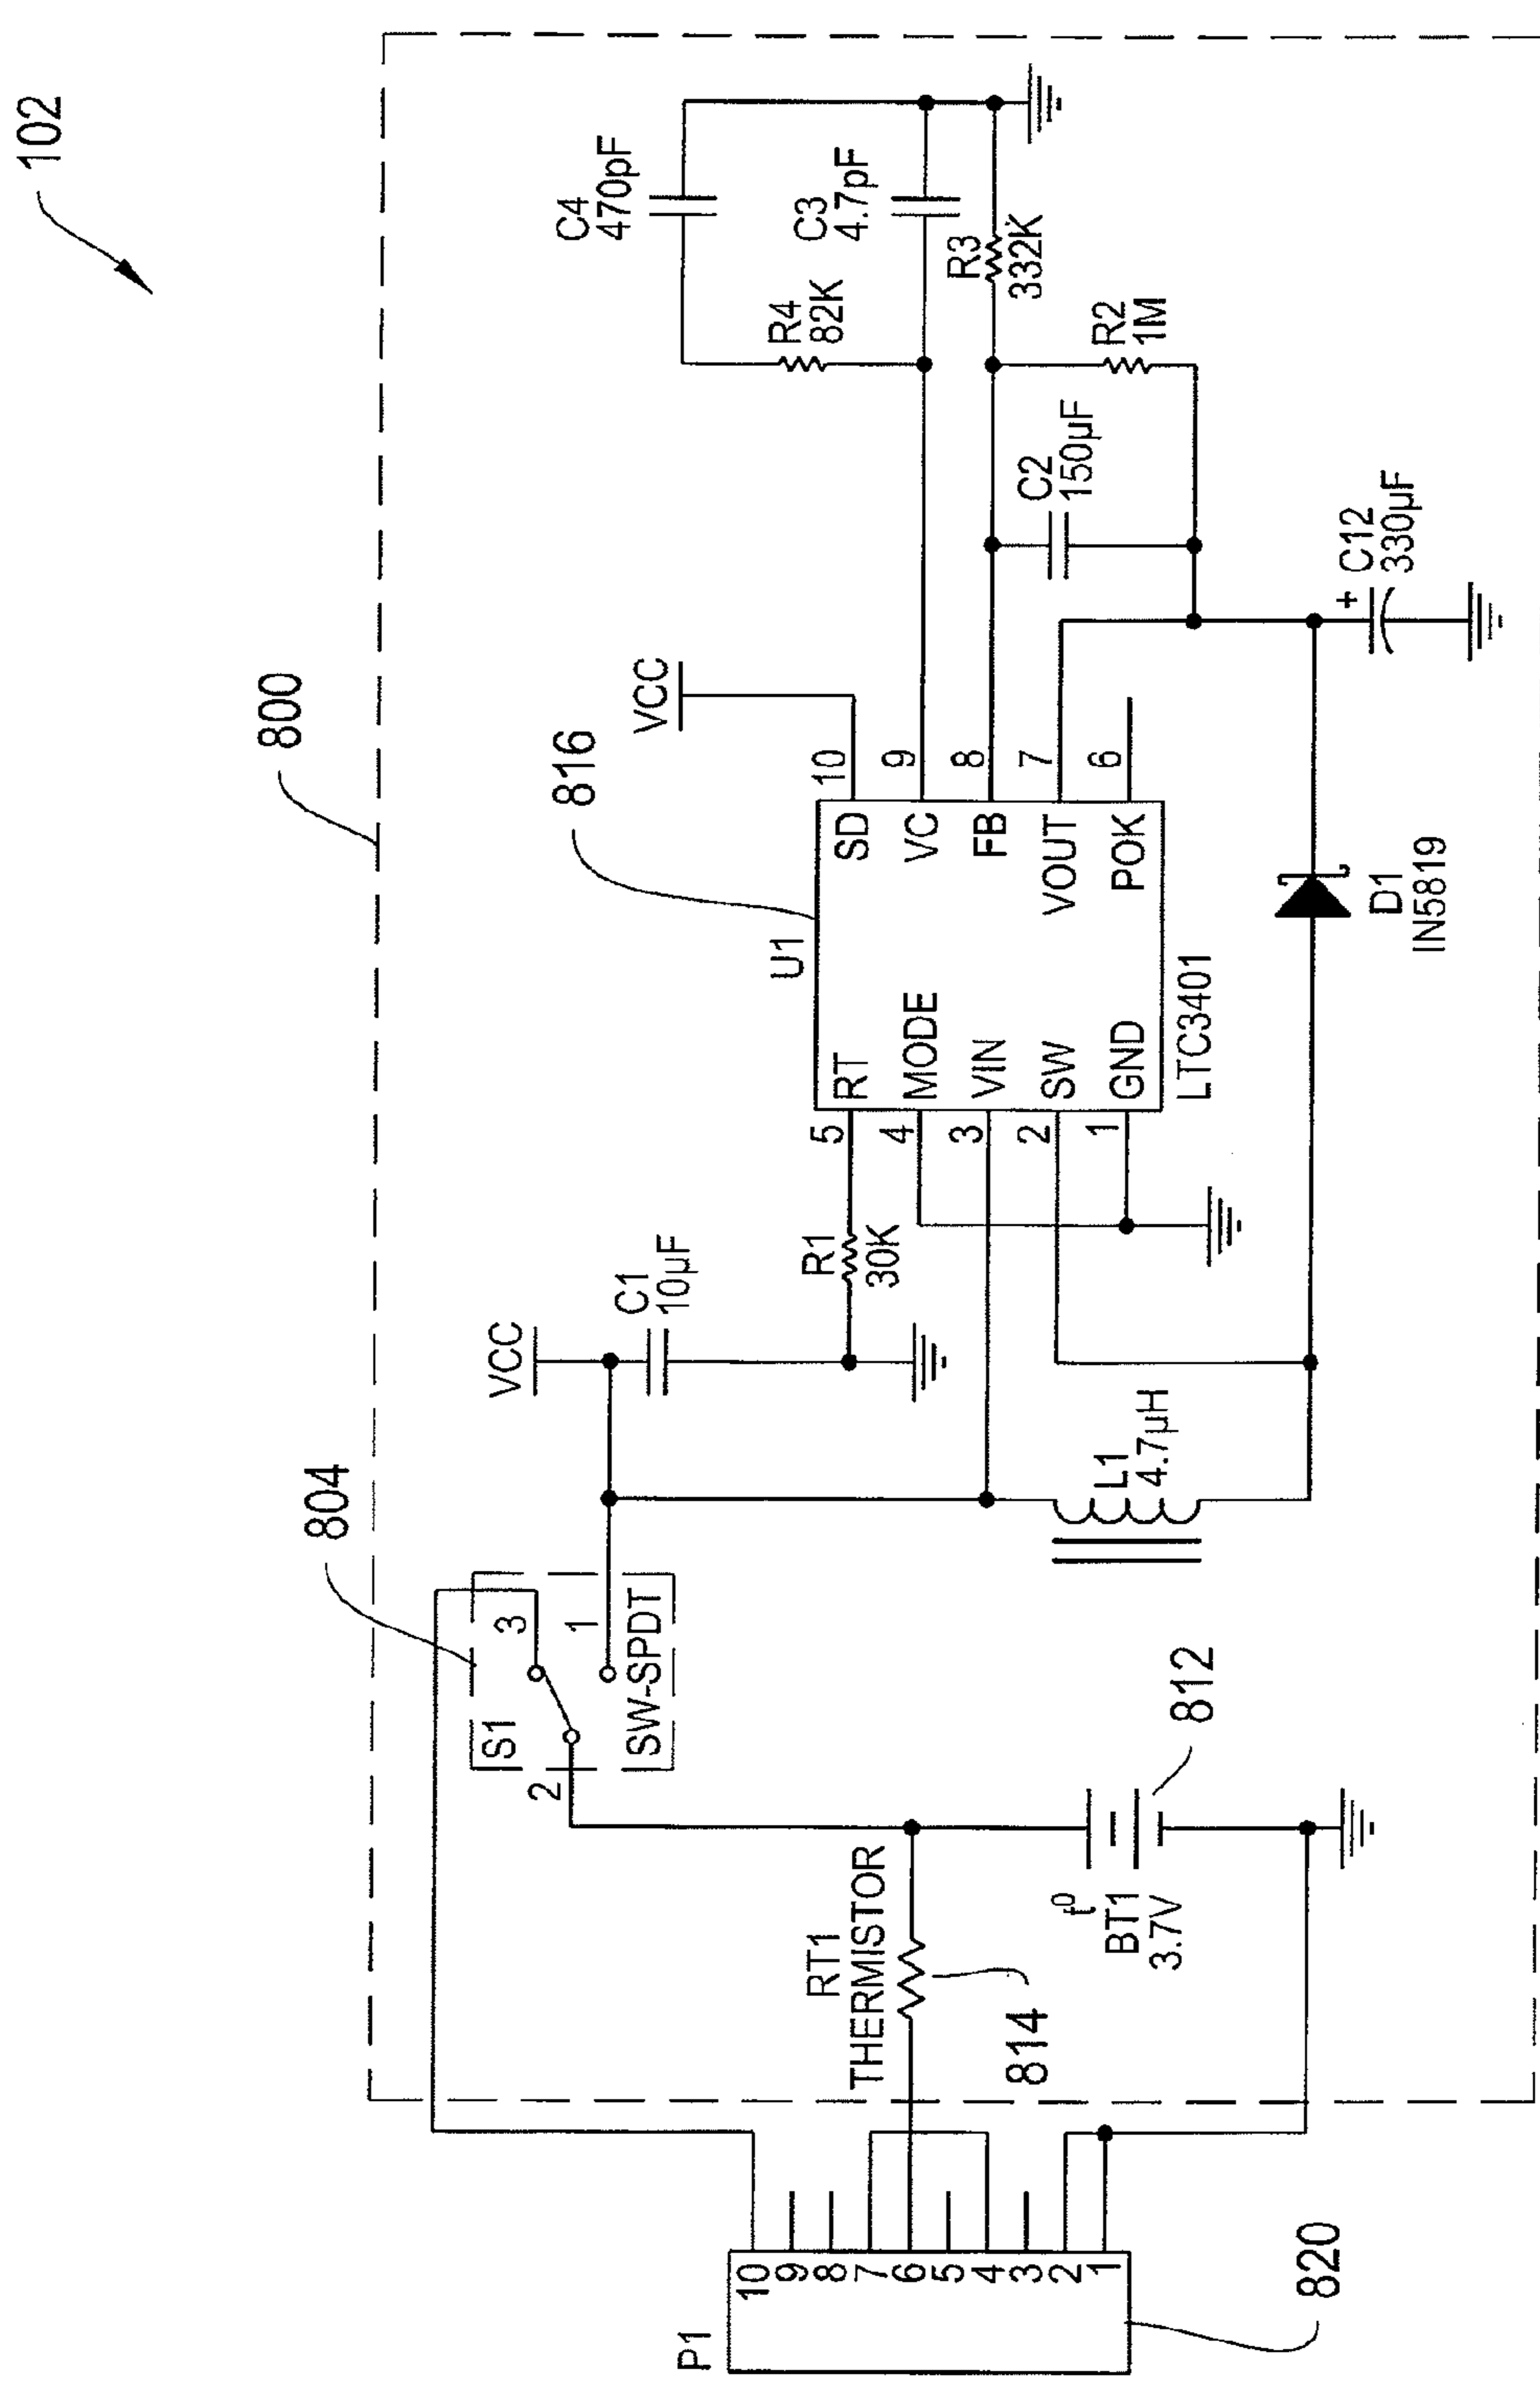 102
800
804
VCC
C1
10µF
S1
3
1
2
SW-SPDT
VCC
816
U1
R1
30K
5
4
3
2
1
RT
MODE
VIN
SW
GND
SD
VC
FB
VOUT
POK
10
9
8
7
6
LTC3401
C4
470pF
R4
82K
C3
4.7pF
R3
332K
R2
1M
C2
150µF
+
C12
330µF
D1
IN5819
L1
4.7µH
RT1
THERMISTOR
814
t⁰
BT1
3.7V
812
P1
10
9
8
7
6
5
4
3
2
1
820